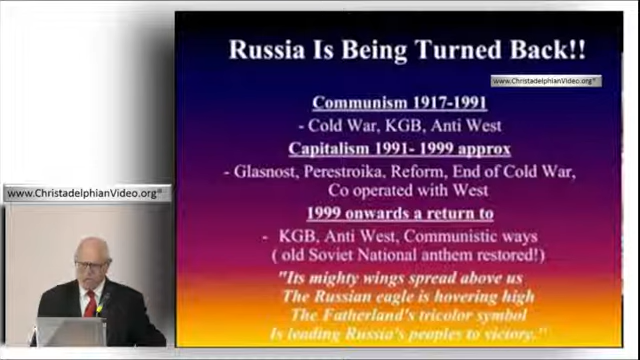 Russia Is Being Turned Back!!
www.ChristadelphianVideo.org®
Communism 1917-1991
- Cold War, KGB, Anti West
Capitalism 1991- 1999 approx
- Glasnost, Perestroika, Reform, End of Cold War,
Co operated with West
1999 onwards a return to
- KGB, Anti West, Communistic ways
( old Soviet National anthem restored!)
"Its mighty wings spread above us
The Russian eagle is hovering high
The Fatherland's tricolor symbol
Is leading Russia's peoples to victory."
www.ChristadelphianVideo.org®